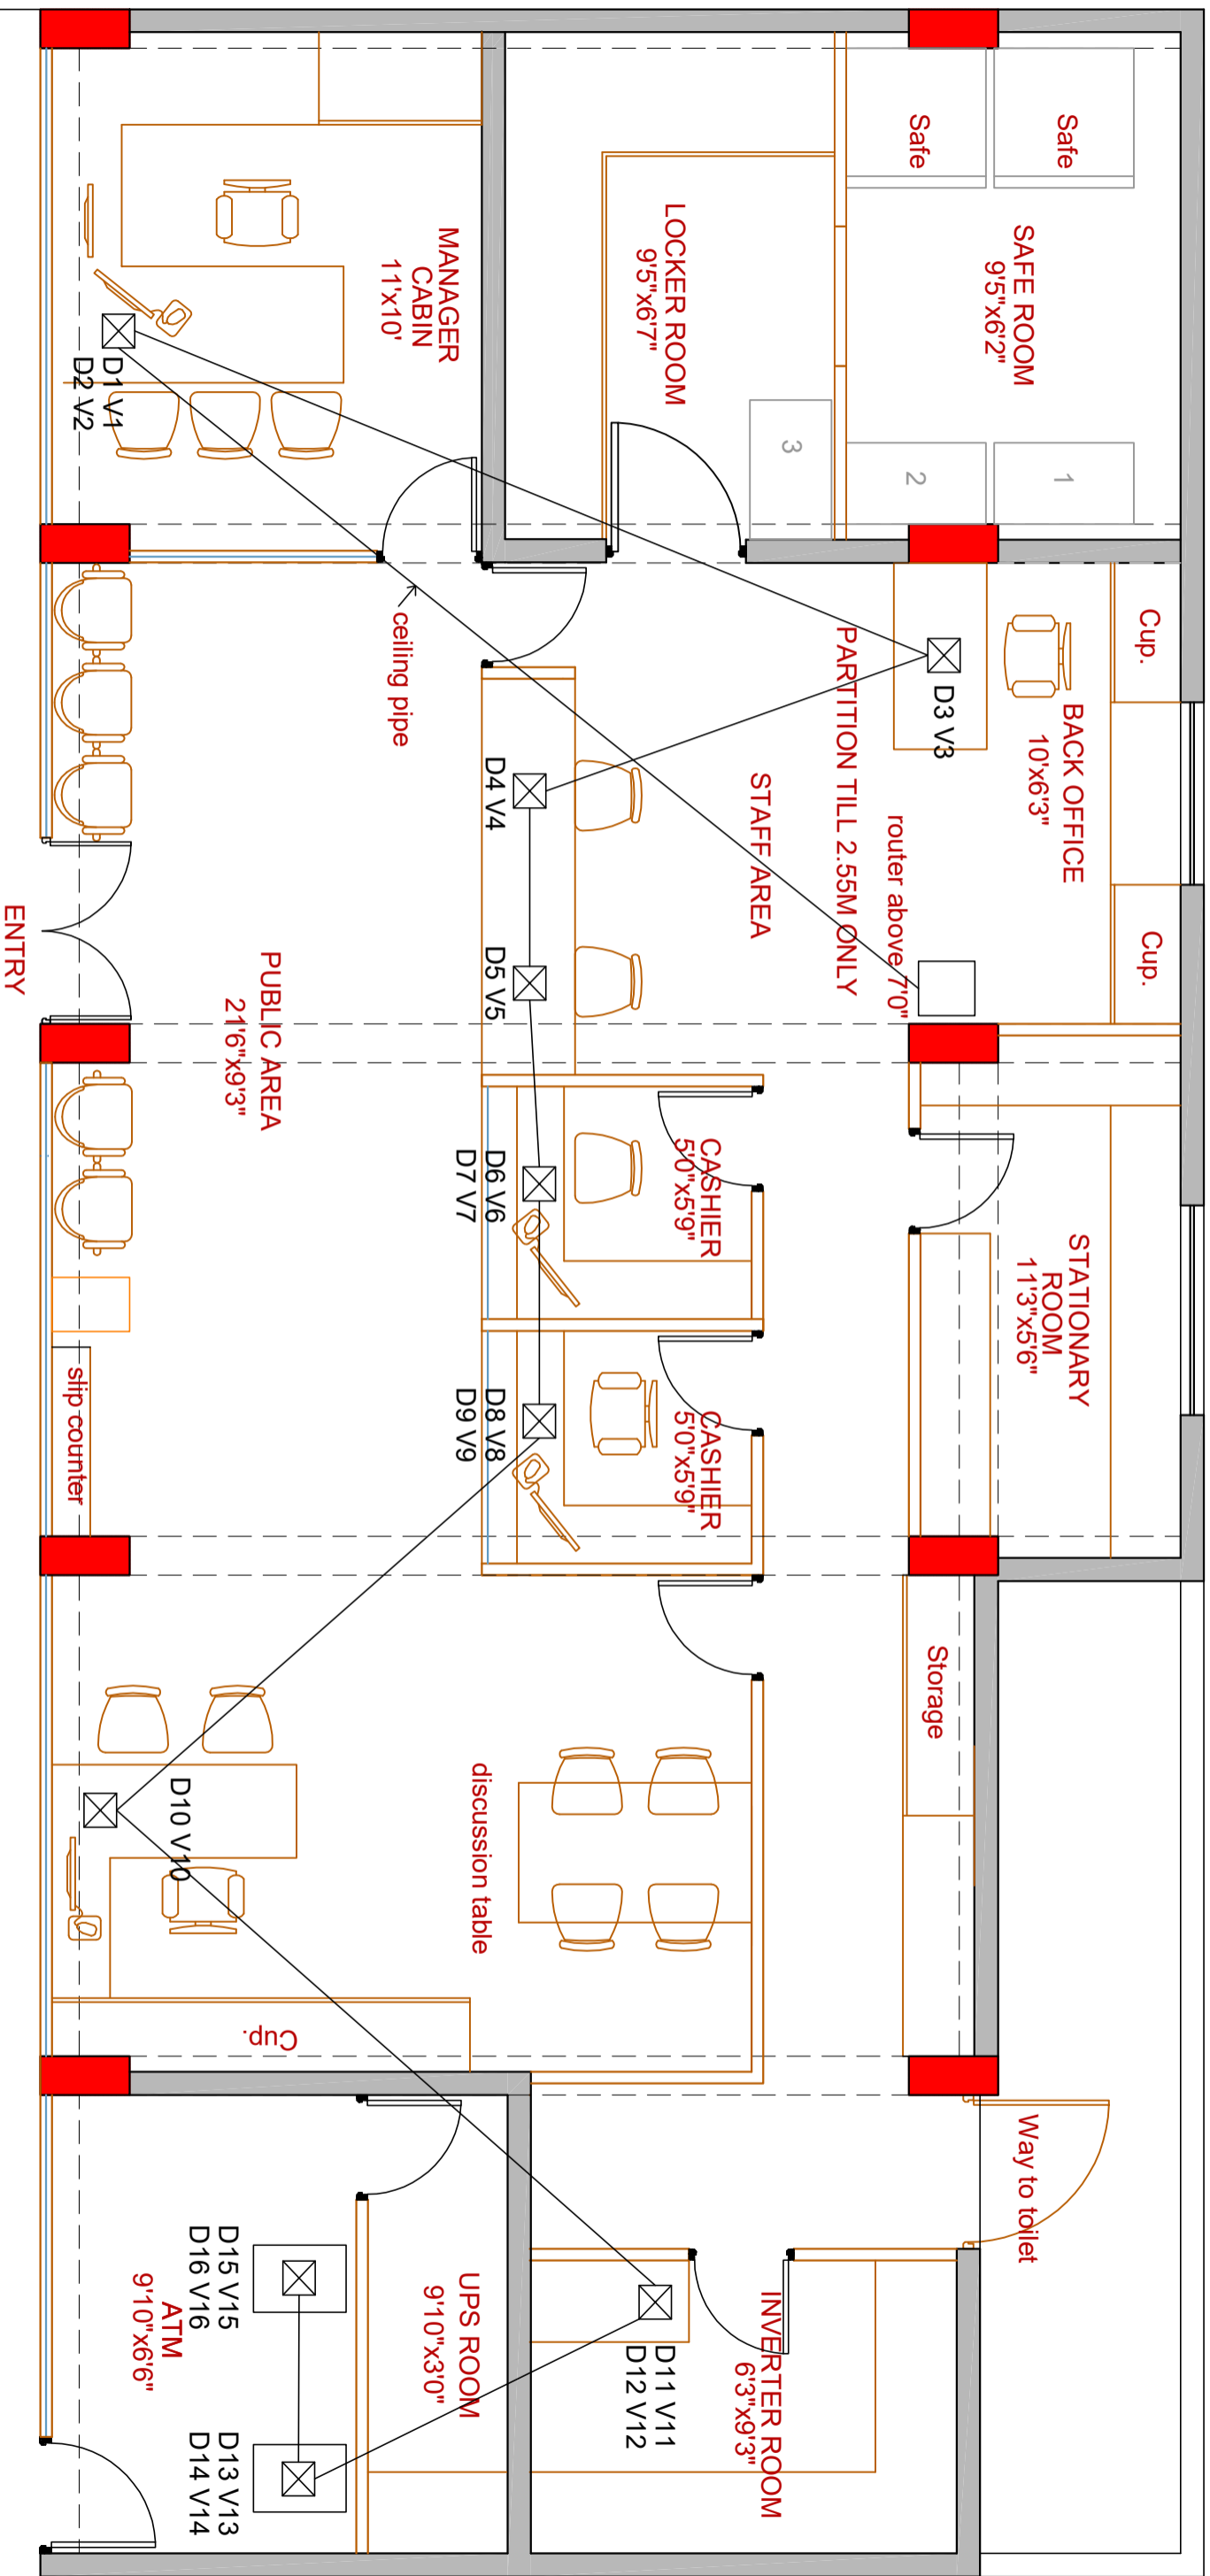 Safe
Safe
SAFE ROOM
9'5"x6'2"
LOCKER ROOM
9'5"x6'7"
MANAGER
CABIN
11'x10'
1
2
3
D1 V1
D2 V2
Cup.
BACK OFFICE
10'x6'3"
D3 V3
PARTITION TILL 2.55M ONLY
router above 7'0"
Cup.
STAFF AREA
ceiling pipe
D4 V4
D5 V5
PUBLIC AREA
21'6"x9'3"
ENTRY
CASHIER
5'0"x5'9"
D6 V6
D7 V7
STATIONARY
ROOM
11'3"x5'6"
CASHIER
5'0"x5'9"
D8 V8
D9 V9
slip counter
Storage
discussion table
D10 V10
Cup.
Way to toilet
INVERTER ROOM
6'3"x9'3"
D11 V11
D12 V12
UPS ROOM
9'10"x3'0"
D15 V15
D16 V16
ATM
9'10"x6'6"
D13 V13
D14 V14